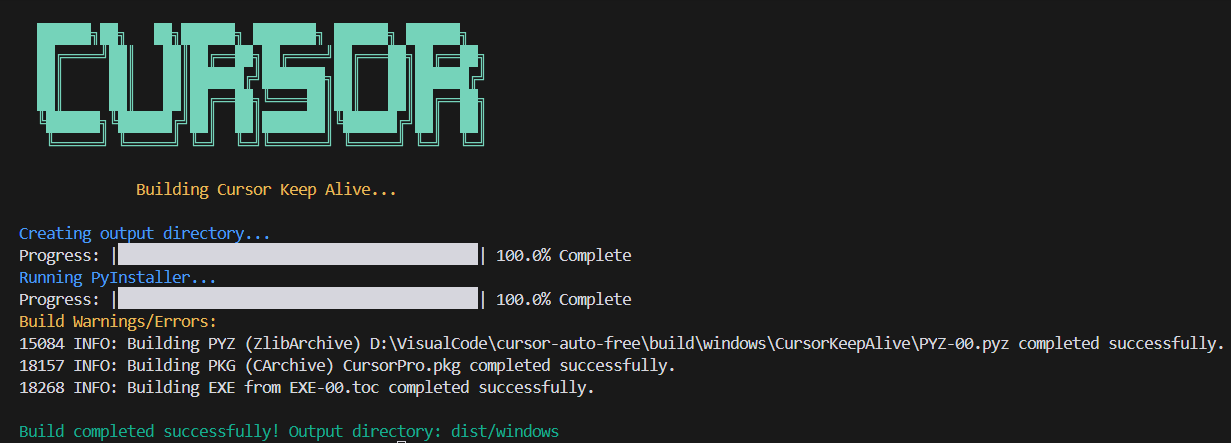 CURSOR
Building Cursor Keep Alive...
Creating output directory...
Progress: |██████████████████████████████| 100.0% Complete
Running PyInstaller...
Progress: |██████████████████████████████| 100.0% Complete
Build Warnings/Errors:
15084 INFO: Building PYZ (ZlibArchive) D:\VisualCode\cursor-auto-free\build\windows\CursorKeepAlive\PYZ-00.pyz completed successfully.
18157 INFO: Building PKG (CArchive) CursorPro.pkg completed successfully.
18268 INFO: Building EXE from EXE-00.toc completed successfully.
Build completed successfully! Output directory: dist/windows